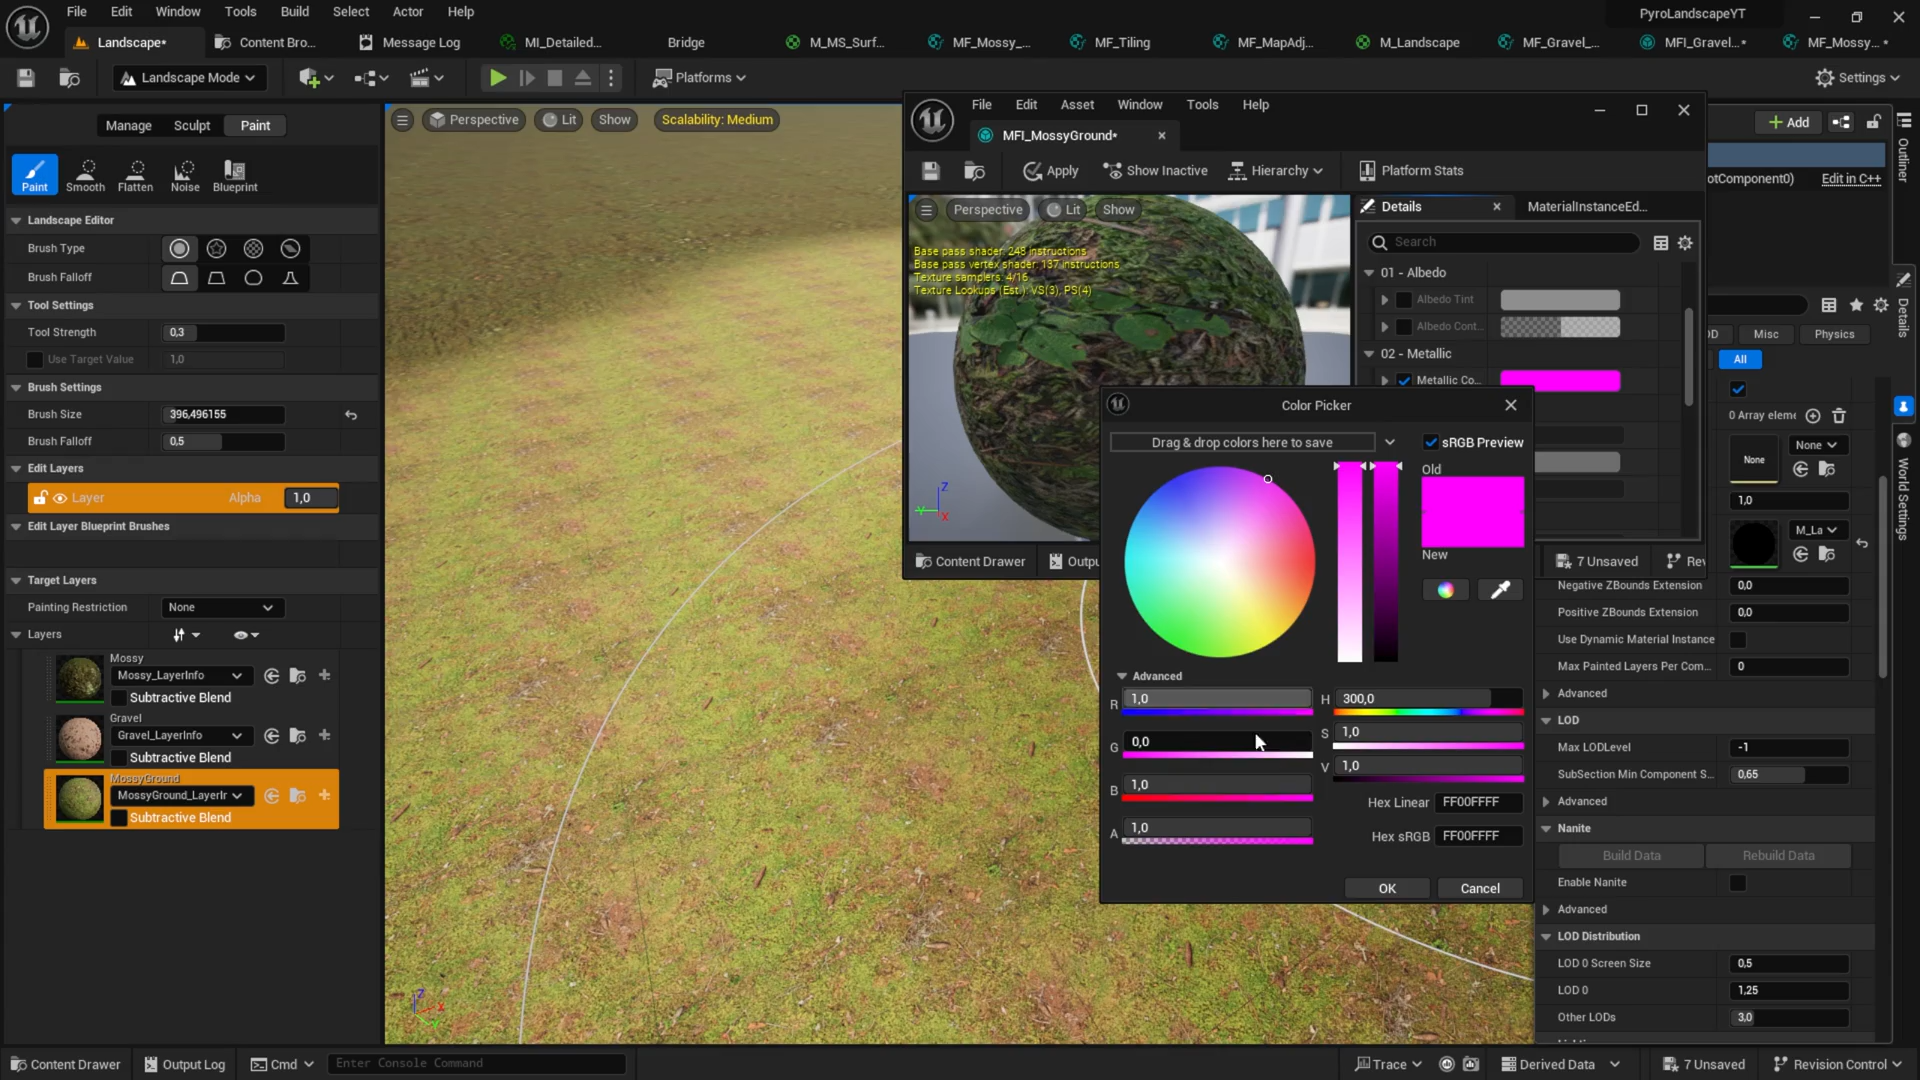 File Edit Window Tools Build Select Actor Help
PyroLandscapeYT
Landscape*
Content Bro...
Message Log
MI_Detailed...
Bridge
M_MS_Surf...
MF_Mossy_...
MF_Tiling
MF_MapAdj...
M_Landscape
MF_Gravel_...
MFI_Gravel...*
MF_Mossy...*
Landscape Mode
Platforms
Settings
Manage Sculpt Paint
Paint Smooth Flatten Noise Blueprint
Landscape Editor
Brush Type
Brush Falloff
Tool Settings
Tool Strength 0,3
Use Target Value 1,0
Brush Settings
Brush Size 396,496155
Brush Falloff 0,5
Edit Layers
Layer Alpha 1,0
Edit Layer Blueprint Brushes
Target Layers
Painting Restriction None
Layers
Mossy
Mossy_LayerInfo
Subtractive Blend
Gravel
Gravel_LayerInfo
Subtractive Blend
MossyGround
MossyGround_LayerIr
Subtractive Blend
Perspective Lit Show Scalability: Medium
File Edit Asset Window Tools Help
MFI_MossyGround*
Apply Show Inactive Hierarchy Platform Stats
Perspective Lit Show
Base pass shader: 248 instructions
Base pass vertex shader: 137 instructions
Texture samplers: 4/16
Texture Lookups (Est.): VS(3), PS(4)
Z
Y
X
Details
MaterialInstanceEd...
Search
01 - Albedo
Albedo Tint
Albedo Cont...
02 - Metallic
Metallic Co...
Content Drawer
Outpu
7 Unsaved
Rev
Color Picker
Drag & drop colors here to save
sRGB Preview
Old
New
Advanced
R 1,0
G 0,0
B 1,0
A 1,0
H 300,0
S 1,0
V 1,0
Hex Linear FF00FFFF
Hex sRGB FF00FFFF
OK Cancel
Add
otComponent0) Edit in C++
OD Misc Physics
All
0 Array eleme
None
None
1,0
M_La
Negative ZBounds Extension 0,0
Positive ZBounds Extension 0,0
Use Dynamic Material Instance
Max Painted Layers Per Com... 0
Advanced
LOD
Max LODLevel -1
SubSection Min Component S... 0,65
Advanced
Nanite
Build Data Rebuild Data
Enable Nanite
Advanced
LOD Distribution
LOD 0 Screen Size 0,5
LOD 0 1,25
Other LODs 3,0
Outliner
Details
World Settings
Z
X
Content Drawer Output Log Cmd Enter Console Command
Trace Derived Data 7 Unsaved Revision Control